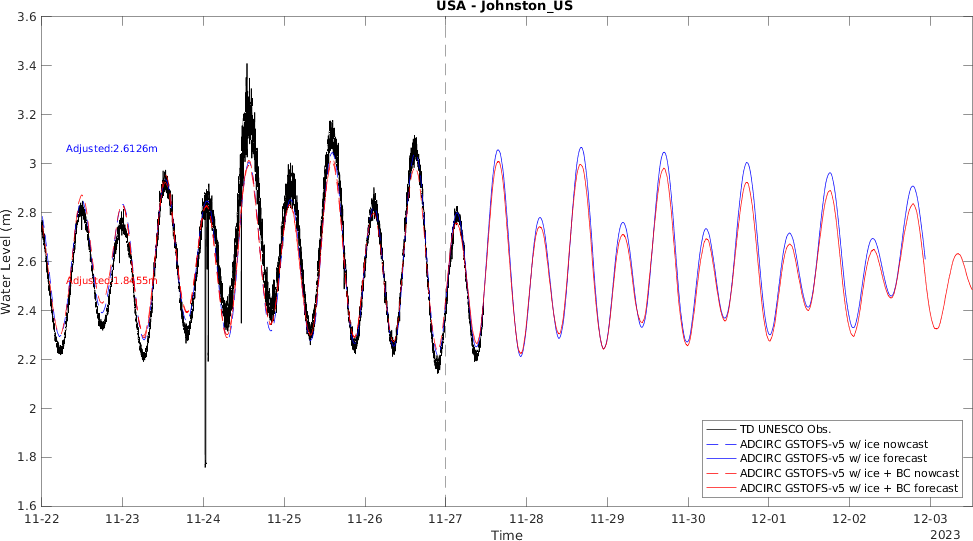 USA - Johnston_US
3.6
3.4
3.2
3
2.8
2.6
2.4
2.2
2
1.8
1.6
Water Level (m)
Adjusted:2.6126m
Adjusted:1.8455m
TD UNESCO Obs.
ADCIRC GSTOFS-v5 w/ ice nowcast
ADCIRC GSTOFS-v5 w/ ice forecast
ADCIRC GSTOFS-v5 w/ ice + BC nowcast
ADCIRC GSTOFS-v5 w/ ice + BC forecast
11-22 11-23 11-24 11-25 11-26 11-27 11-28 11-29 11-30 12-01 12-02 12-03
Time
2023